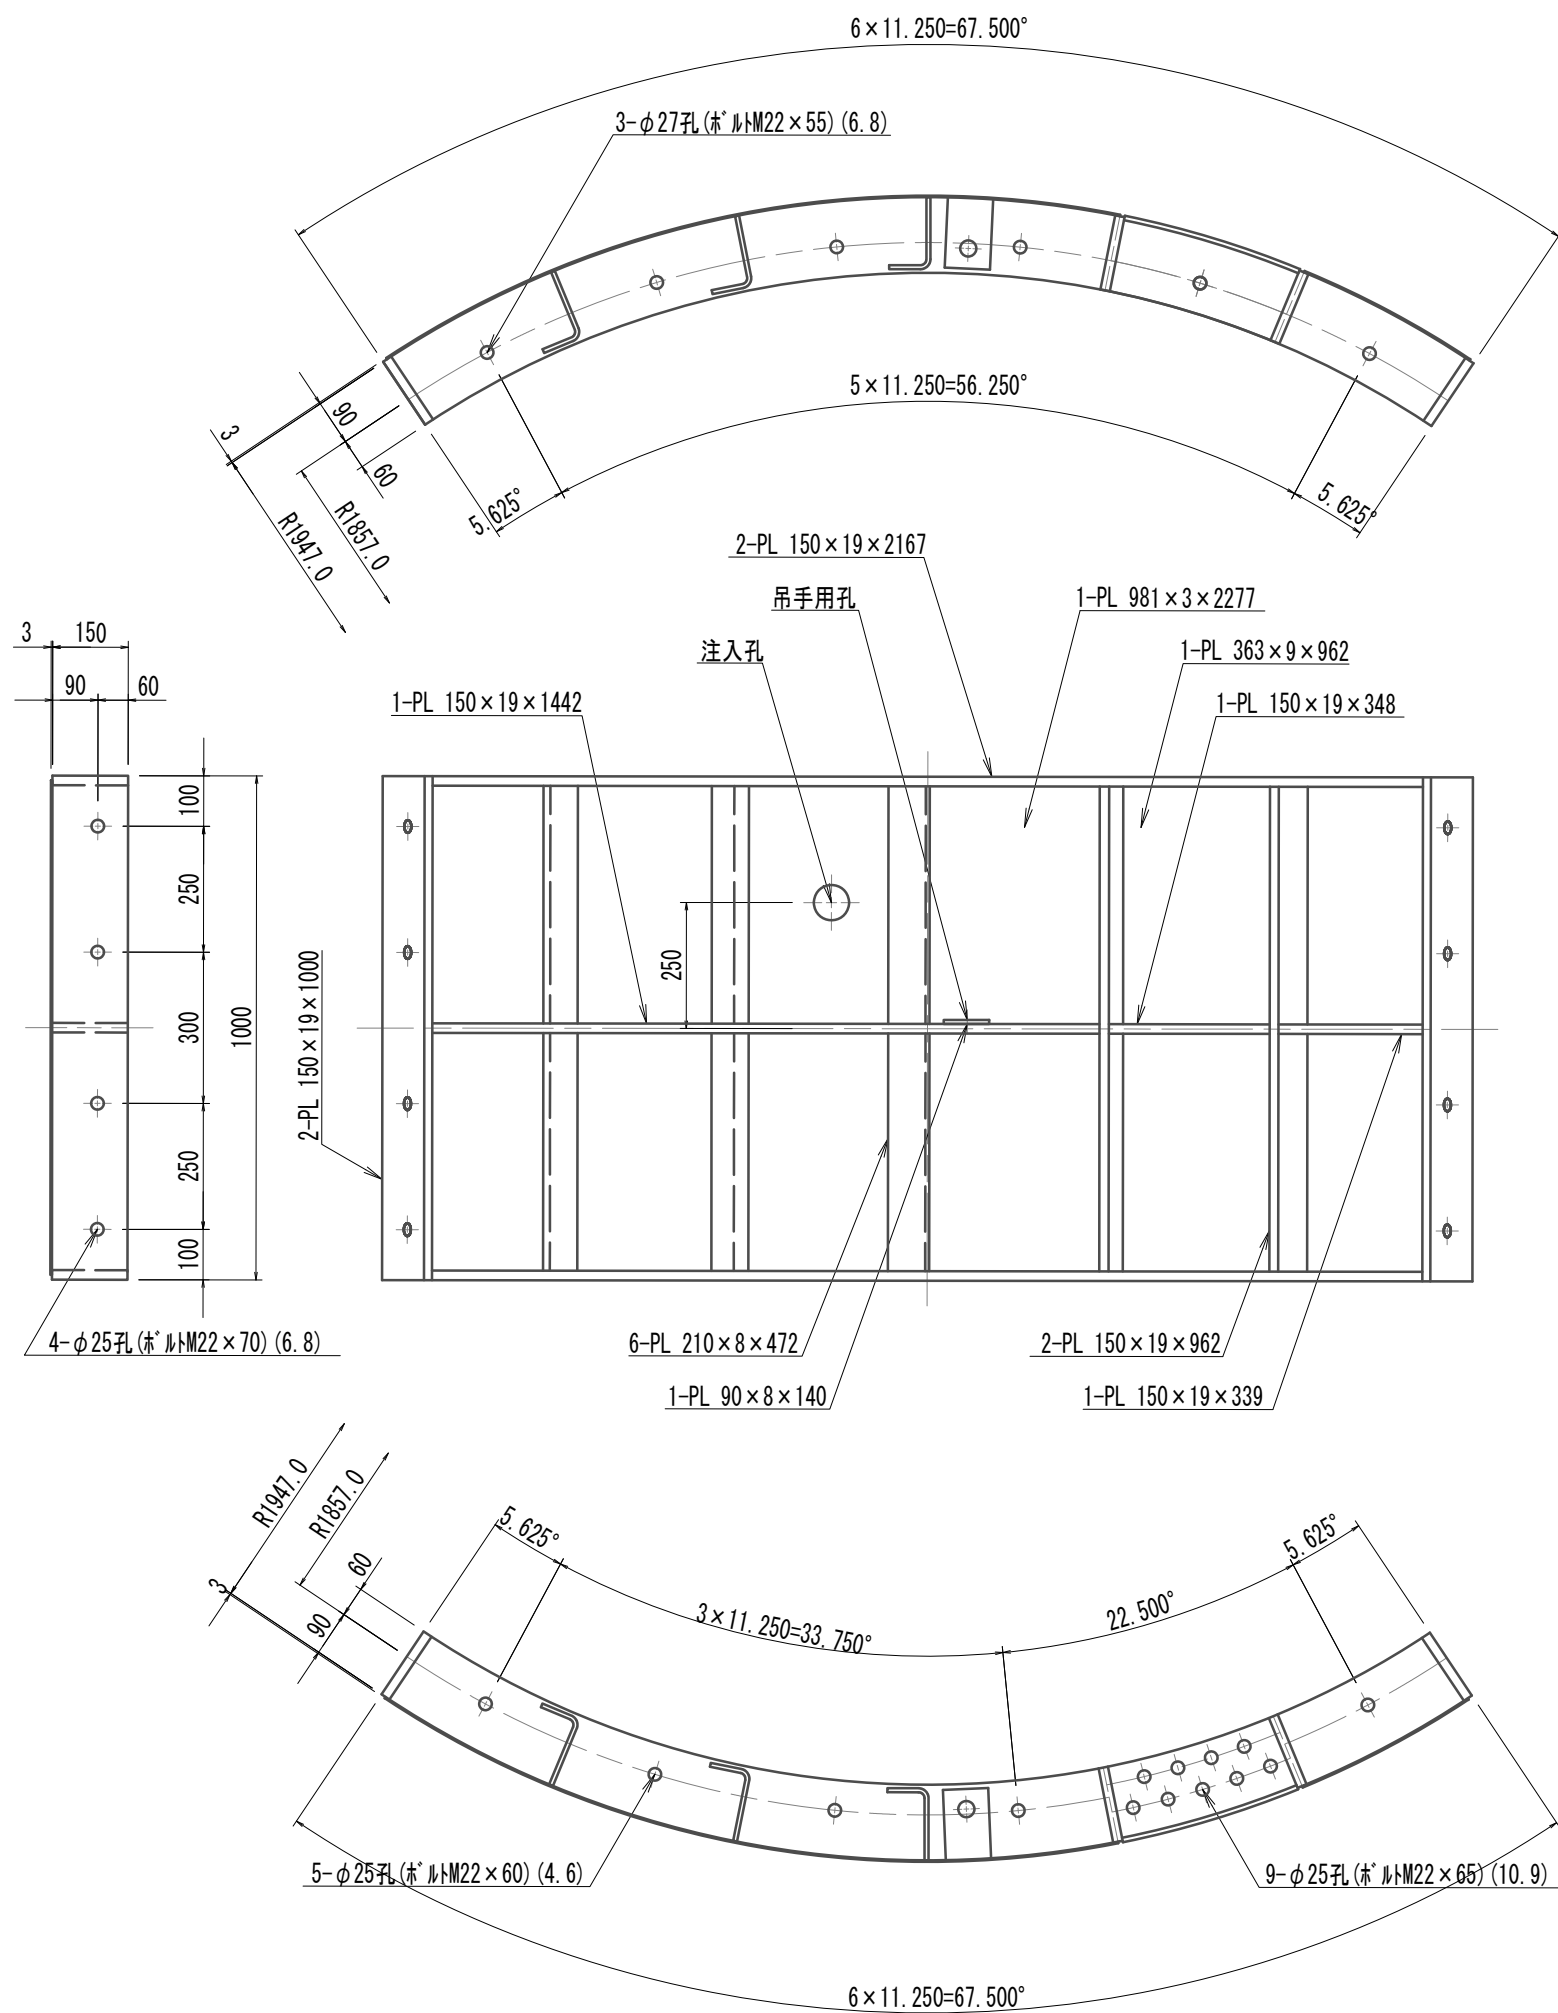 6×11.250=67.500°
3-φ27孔(ボルトM22×55)(6.8)
5×11.250=56.250°
90
3
60
5.625°
5.625°
R1857.0
R1947.0
2-PL 150×19×2167
吊手用孔
1-PL 981×3×2277
3
150
注入孔
1-PL 363×9×962
90
60
1-PL 150×19×1442
1-PL 150×19×348
100
250
250
2-PL 150×19×1000
300
1000
250
100
4-φ25孔(ボルトM22×70)(6.8)
6-PL 210×8×472
2-PL 150×19×962
1-PL 90×8×140
1-PL 150×19×339
R1947.0
R1857.0
5.625°
5.625°
60
3
90
3×11.250=33.750°
22.500°
5-φ25孔(ボルトM22×60)(4.6)
9-φ25孔(ボルトM22×65)(10.9)
6×11.250=67.500°